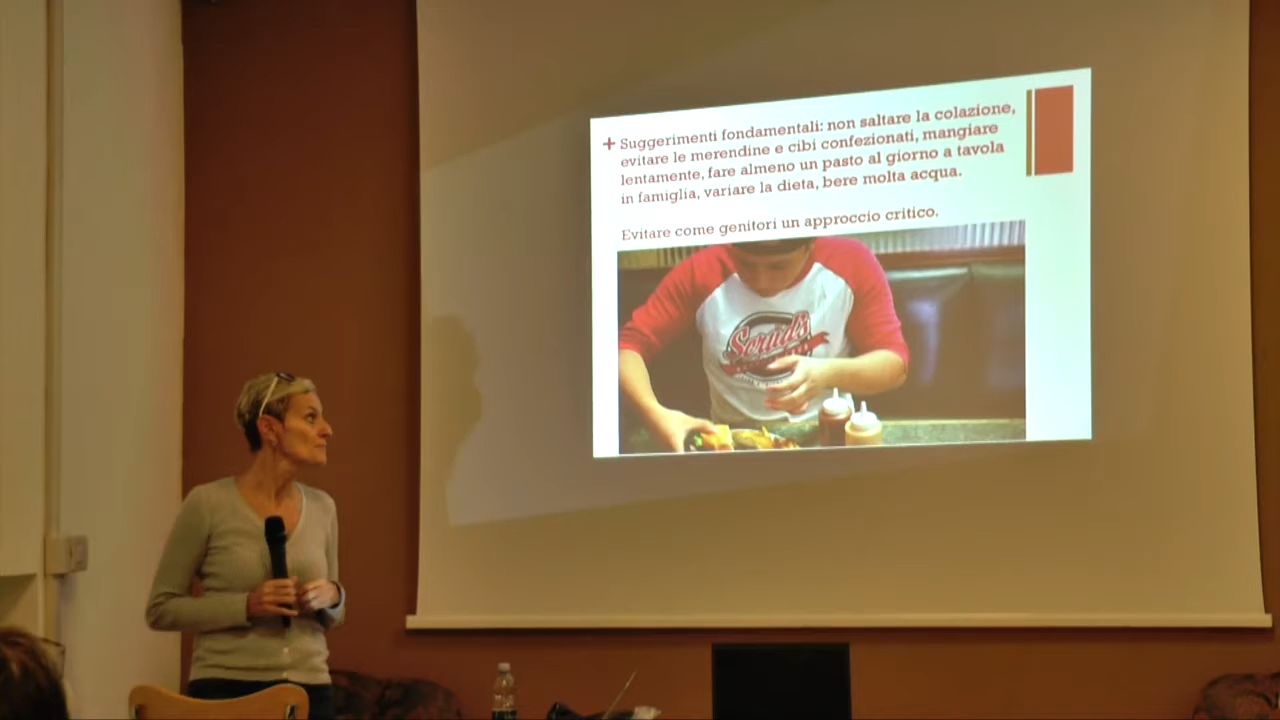 + Suggerimenti fondamentali: non saltare la colazione,
evitare le merendine e cibi confezionati, mangiare
lentamente, fare almeno un pasto al giorno a tavola
in famiglia, variare la dieta, bere molta acqua.
Evitare come genitori un approccio critico.